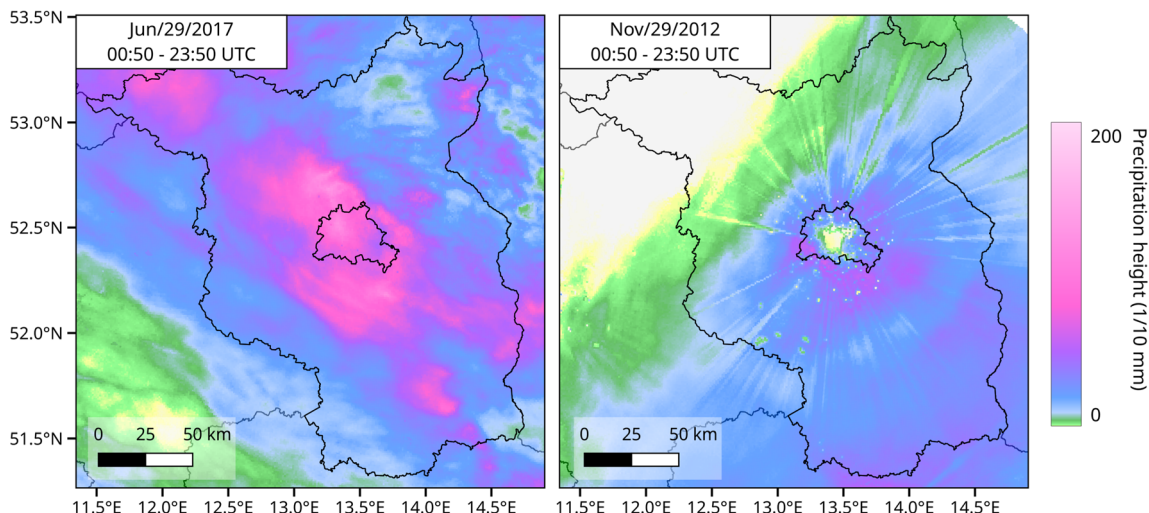 Jun/29/2017
00:50 - 23:50 UTC
Nov/29/2012
00:50 - 23:50 UTC
53.5°N
53.0°N
52.5°N
52.0°N
51.5°N
0 25 50 km
0 25 50 km
11.5°E 12.0°E 12.5°E 13.0°E 13.5°E 14.0°E 14.5°E
11.5°E 12.0°E 12.5°E 13.0°E 13.5°E 14.0°E 14.5°E
200
0
Precipitation height (1/10 mm)